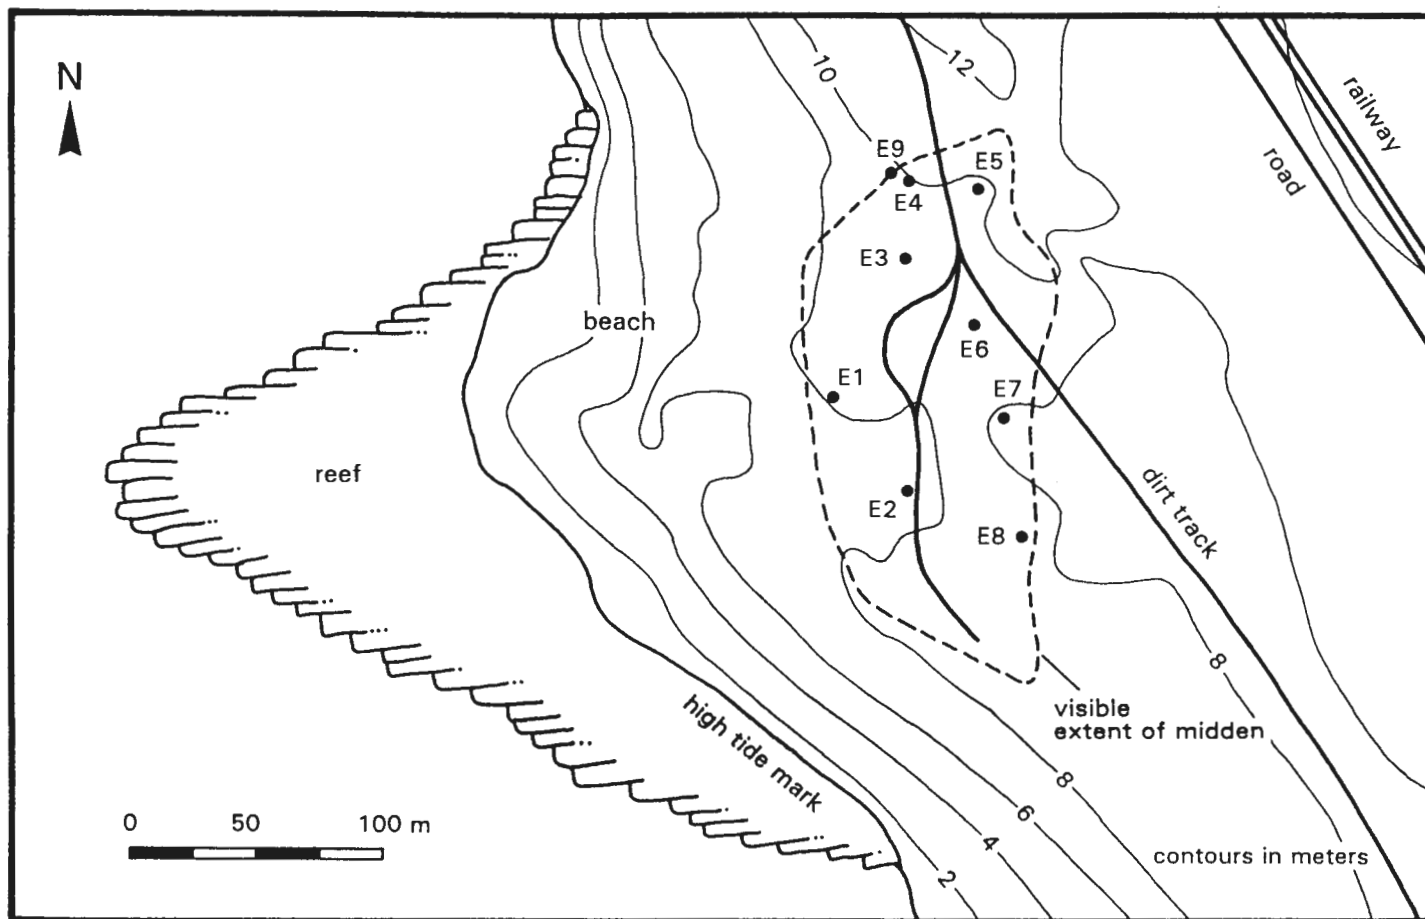 N
10
12
railway
road
E9
E5
E4
E3
beach
E6
E1
E7
reef
E2
dirt track
E8
8
visible
extent of midden
high tide mark
8
6
0 50 100 m
4
contours in meters
2